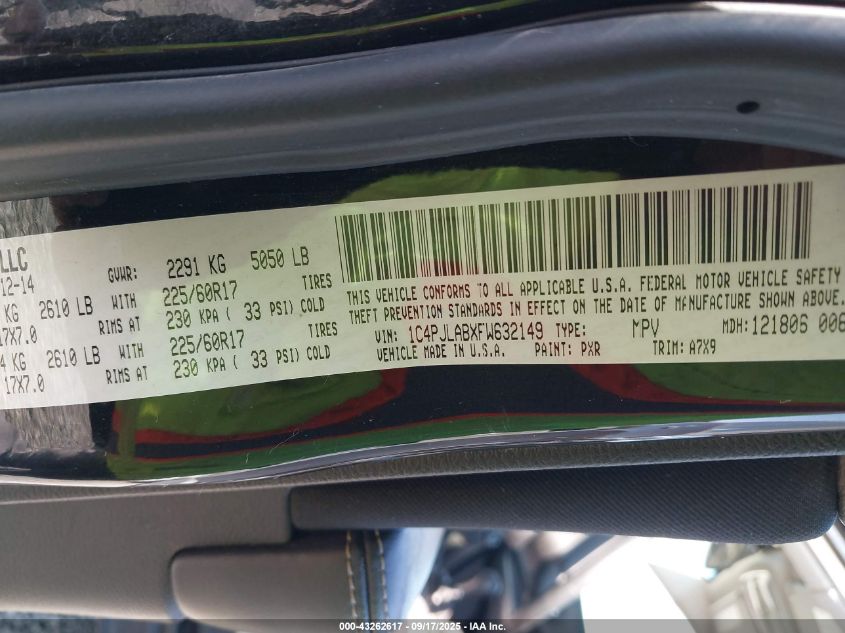 LLC
12-14
GVWR: 2291 KG 5050 LB
KG 2610 LB WITH 225/60R17 TIRES
17X7.0 RIMS AT 230 KPA ( 33 PSI) COLD
KG 2610 LB WITH 225/60R17 TIRES
17X7.0 RIMS AT 230 KPA ( 33 PSI) COLD
THIS VEHICLE CONFORMS TO ALL APPLICABLE U.S.A. FEDERAL MOTOR VEHICLE SAFETY
THEFT PREVENTION STANDARDS IN EFFECT ON THE DATE OF MANUFACTURE SHOWN ABOVE.
VIN: 1C4PJLABXFW632149 TYPE: MPV MDH:121806 006
VEHICLE MADE IN U.S.A. PAINT: PXR TRIM: A7X9
000-43262617 - 09/17/2025 - IAA Inc.